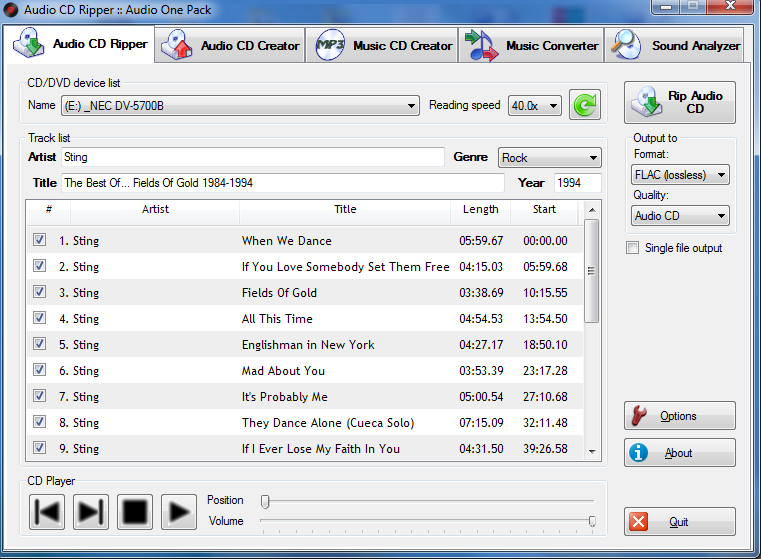 Audio CD Ripper :: Audio One Pack
Audio CD Ripper Audio CD Creator MP3 Music CD Creator Music Converter Sound Analyzer
CD/DVD device list
Name (E:) _NEC DV-5700B Reading speed 40.0x
Rip Audio CD
Track list
Artist Sting Genre Rock
Title The Best Of... Fields Of Gold 1984-1994 Year 1994
Output to
Format:
FLAC (lossless)
Quality:
Audio CD
Single file output
# Artist Title Length Start
1. Sting When We Dance 05:59.67 00:00.00
2. Sting If You Love Somebody Set Them Free 04:15.03 05:59.68
3. Sting Fields Of Gold 03:38.69 10:15.55
4. Sting All This Time 04:54.53 13:54.50
5. Sting Englishman in New York 04:27.17 18:50.10
6. Sting Mad About You 03:53.39 23:17.28
7. Sting It's Probably Me 05:00.54 27:10.68
8. Sting They Dance Alone (Cueca Solo) 07:15.09 32:11.48
9. Sting If I Ever Lose My Faith In You 04:31.50 39:26.58
Options
About
CD Player
Position
Volume
Quit